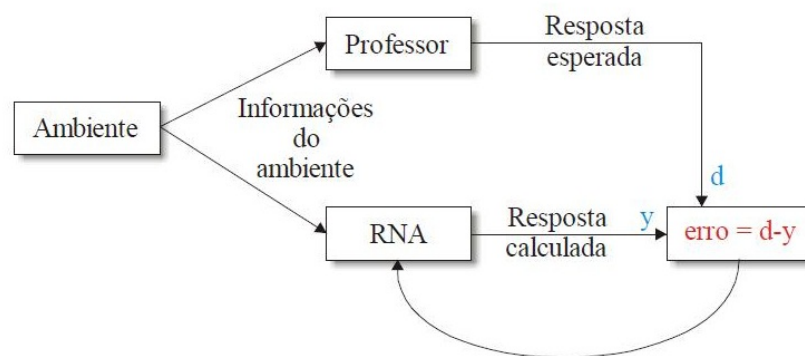 Professor
Resposta
esperada
Ambiente
Informações
do
ambiente
d
RNA
Resposta
calculada
y
erro = d-y